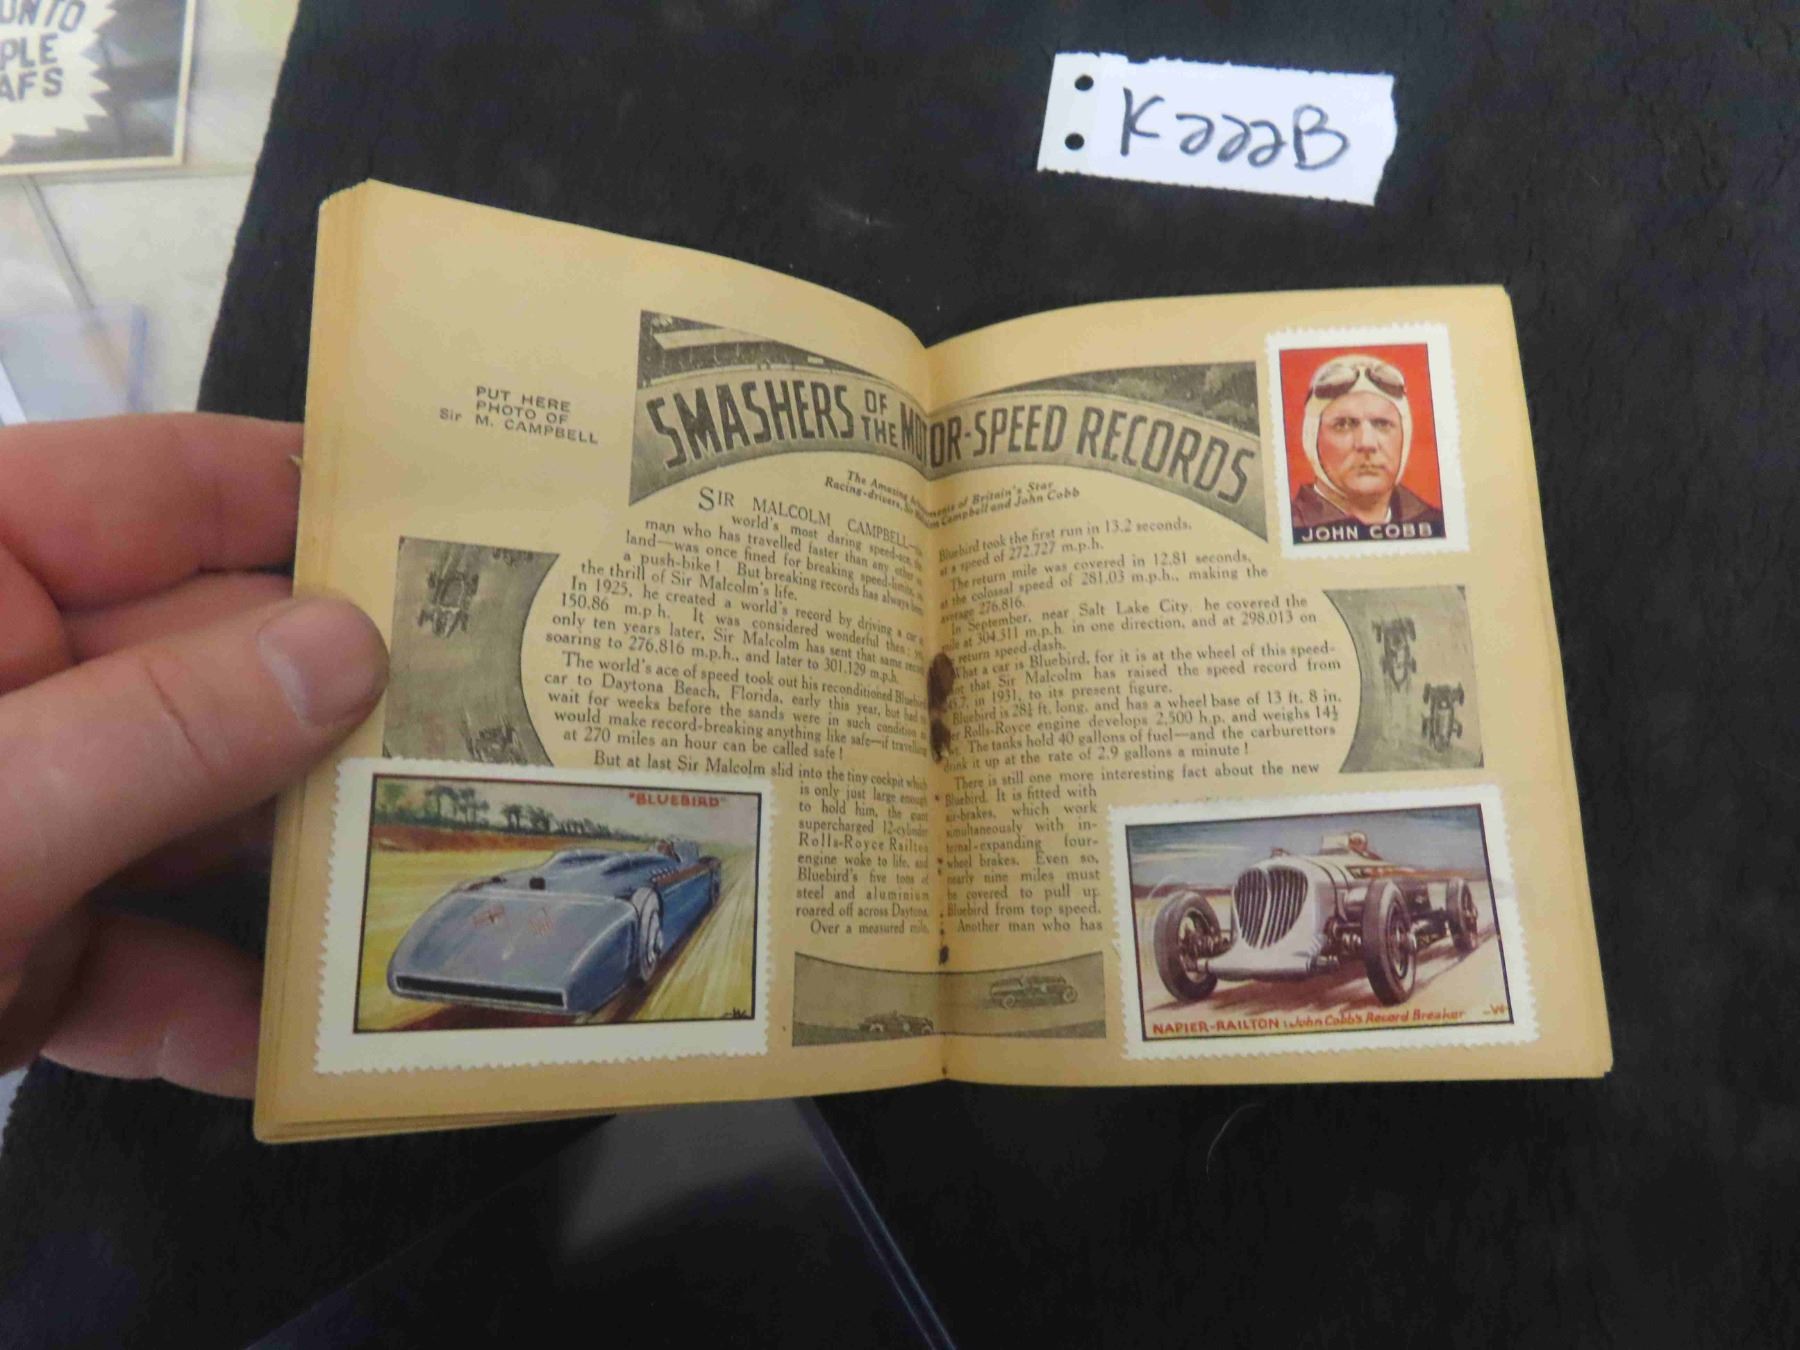 PLE
AFS
K222B
PUT HERE
PHOTO OF
Sir M. CAMPBELL
SMASHERS OF THE MOTOR-SPEED RECORDS
The Amazing of Britain's Star
Racing-drivers, Sir Campbell and John Cobb
SIR MALCOLM CAMPBELL—
world's most daring speed-ace, the
man who has travelled faster than any other on
land—was once fined for breaking speed-limits, on
a push-bike! But breaking records has always been
the thrill of Sir Malcolm's life.
In 1925, he created a world's record by driving a car at
150.86 m.p.h. It was considered wonderful then: yet,
only ten years later, Sir Malcolm has sent that same record
soaring to 276.816 m.p.h., and later to 301.129 m.p.h.
The world's ace of speed took out his reconditioned Bluebird
car to Daytona Beach, Florida, early this year, but had to
wait for weeks before the sands were in such condition as
would make record-breaking anything like safe—if travelling
at 270 miles an hour can be called safe!
But at last Sir Malcolm slid into the tiny cockpit which
is only just large enough
to hold him, the giant
supercharged 12-cylinder
Rolls-Royce Railton
engine woke to life, and
Bluebird's five tons of
steel and aluminium
roared off across Daytona.
Over a measured mile,
"BLUEBIRD"
W
JOHN COBB
Bluebird took the first run in 13.2 seconds,
at a speed of 272.727 m.p.h.
The return mile was covered in 12.81 seconds,
at the colossal speed of 281.03 m.p.h., making the
average 276.816.
In September, near Salt Lake City, he covered the
mile at 304.311 m.p.h. in one direction, and at 298.013 on
return speed-dash.
What a car is Bluebird, for it is at the wheel of this speed-
that Sir Malcolm has raised the speed record from
in 1931, to its present figure.
Bluebird is 28¼ ft. long, and has a wheel base of 13 ft. 8 in.
Rolls-Royce engine develops 2,500 h.p. and weighs 14½
The tanks hold 40 gallons of fuel—and the carburettors
drink it up at the rate of 2.9 gallons a minute!
There is still one more interesting fact about the new
Bluebird. It is fitted with
air-brakes, which work
simultaneously with in-
ternal-expanding four-
wheel brakes. Even so,
nearly nine miles must
be covered to pull up
Bluebird from top speed.
Another man who has
NAPIER-RAILTON: John Cobb's Record Breaker
W